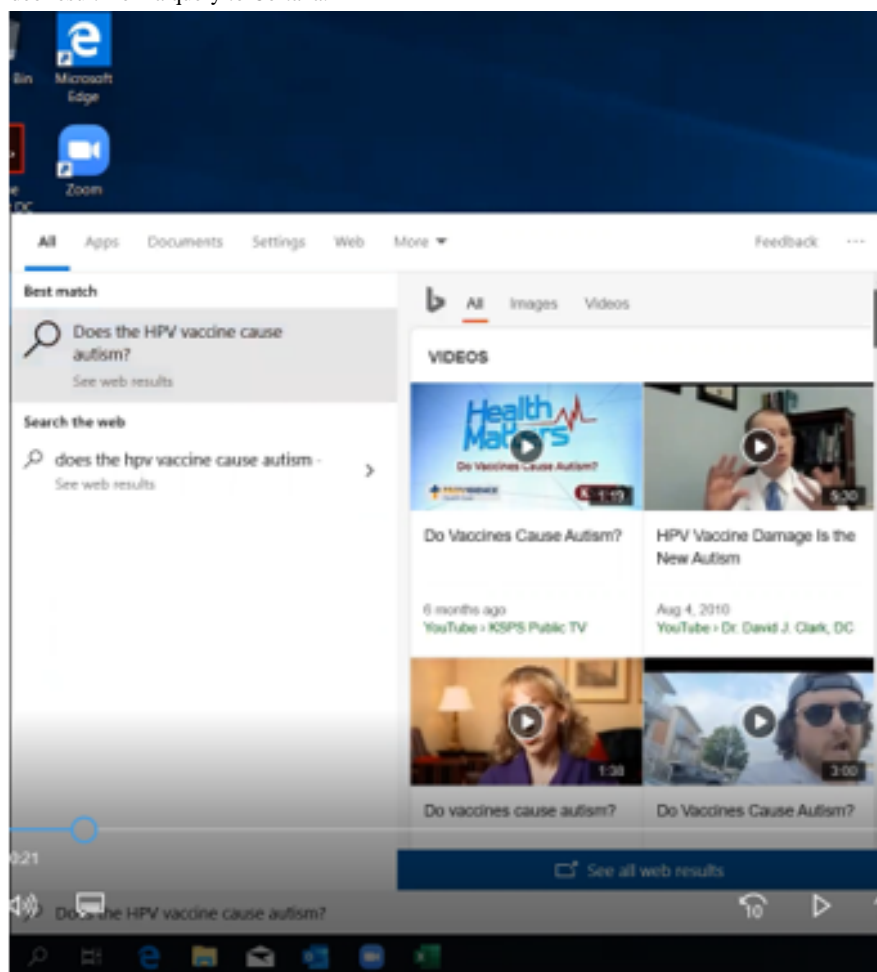 Bin
Microsoft
Edge
Zoom
DC
All Apps Documents Settings Web More Feedback ...
Best match
Does the HPV vaccine cause
autism?
See web results
Search the web
does the hpv vaccine cause autism -
See web results
All Images Videos
VIDEOS
Health
Matters
Do Vaccines Cause Autism?
PROVIDENCE
1:19
5:30
Do Vaccines Cause Autism?
6 months ago
YouTube › KSPS Public TV
HPV Vaccine Damage Is the
New Autism
Aug 4, 2010
YouTube › Dr. David J. Clark, DC
1:38
3:00
Do vaccines cause autism?
Do Vaccines Cause Autism?
See all web results
0:21
Does the HPV vaccine cause autism?
10